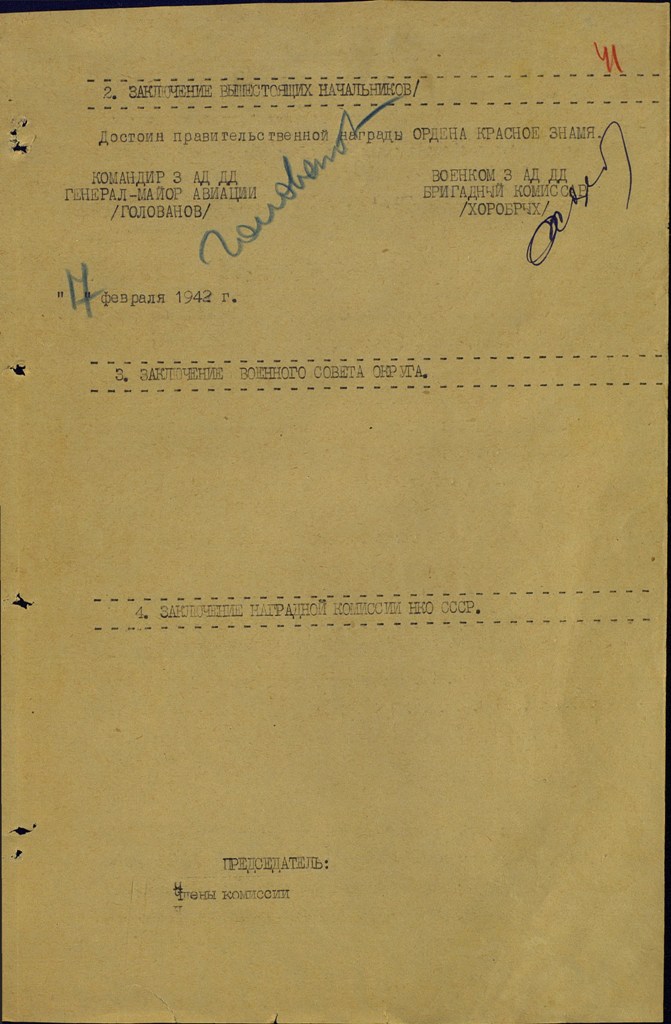 41
2. ЗАКЛЮЧЕНИЕ ВЫШЕСТОЯЩИХ НАЧАЛЬНИКОВ/
Достоин правительственной награды ОРДЕНА КРАСНОЕ ЗНАМЯ.
КОМАНДИР 3 АД ДД
ГЕНЕРАЛ-МАЙОР АВИАЦИИ
/ГОЛОВАНОВ/
Голованов
ВОЕНКОМ 3 АД ДД
БРИГАДНЫЙ КОМИССАР
/ХОРОБРЫХ/
"7" февраля 1942 г.
3. ЗАКЛЮЧЕНИЕ ВОЕННОГО СОВЕТА ОКРУГА.
4. ЗАКЛЮЧЕНИЕ НАГРАДНОЙ КОМИССИИ НКО СССР.
ПРЕДСЕДАТЕЛЬ:
Члены комиссии